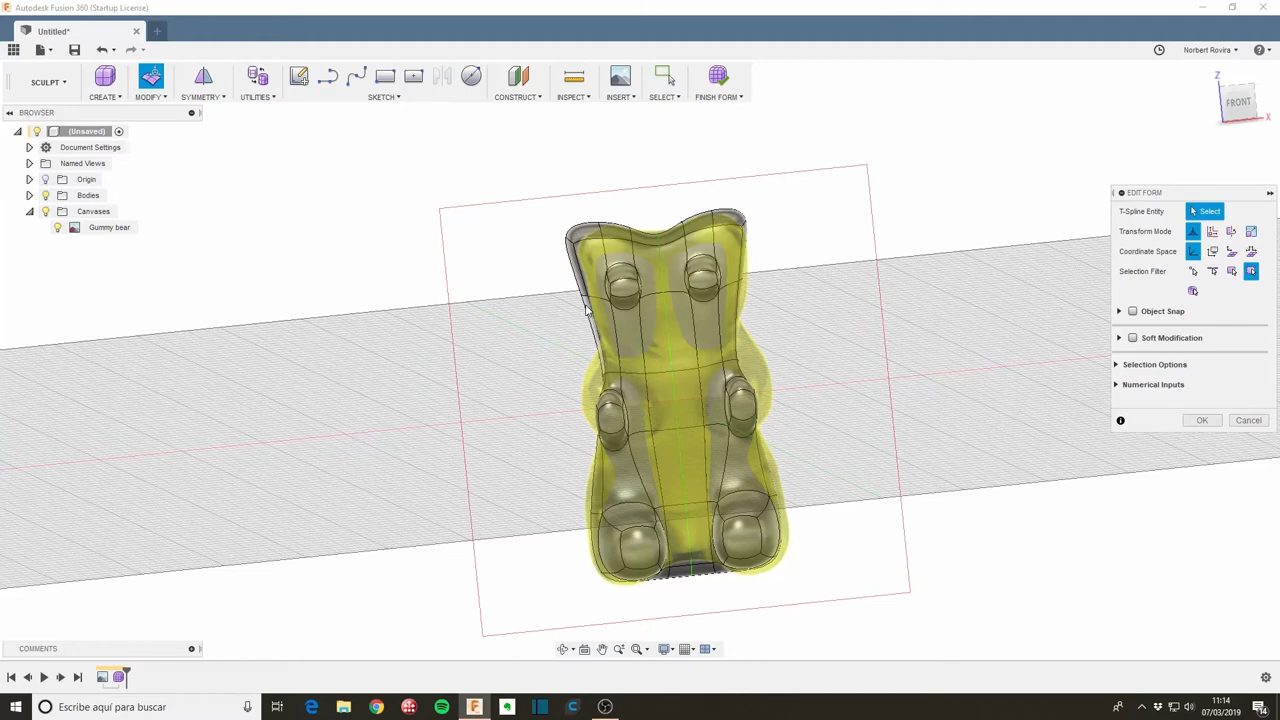 Autodesk Fusion 360 (Startup License)
Untitled*
Norbert Rovira
SCULPT
CREATE
MODIFY
SYMMETRY
UTILITIES
SKETCH
CONSTRUCT
INSPECT
INSERT
SELECT
FINISH FORM
Z
FRONT
X
BROWSER
(Unsaved)
Document Settings
Named Views
Origin
Bodies
Canvases
Gummy bear
EDIT FORM
T-Spline Entity
Select
Transform Mode
Coordinate Space
Selection Filter
Object Snap
Soft Modification
Selection Options
Numerical Inputs
OK
Cancel
COMMENTS
Escribe aquí para buscar
11:14
07/03/2019
14